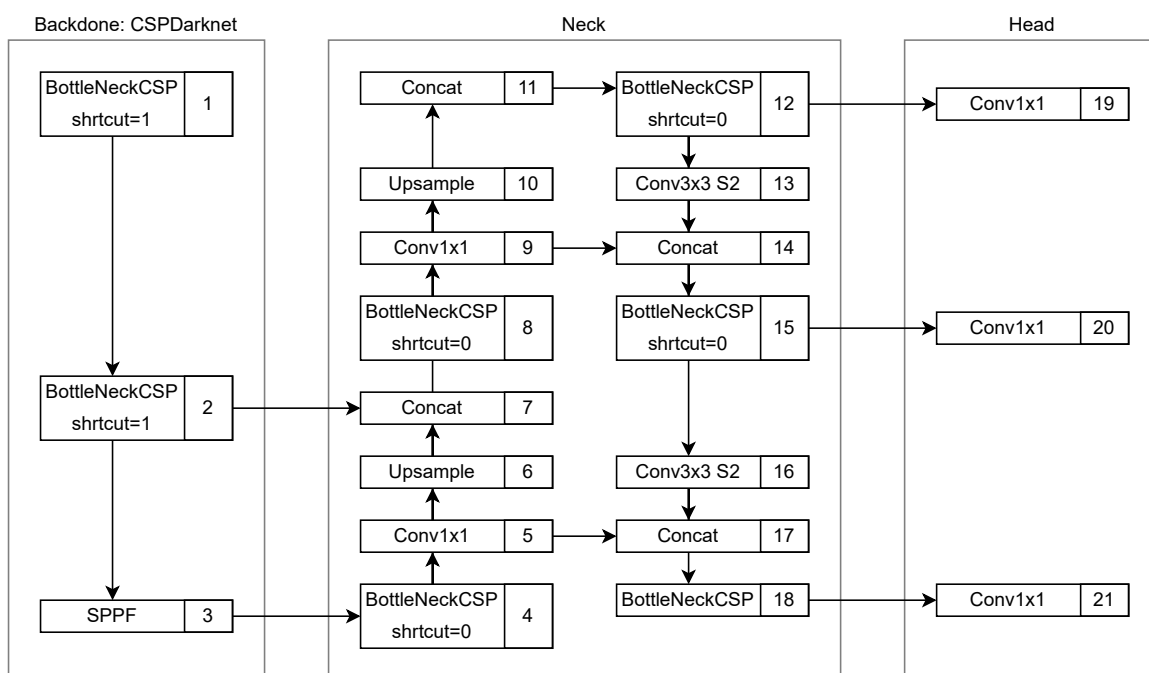 Backdone: CSPDarknet
Neck
Head
BottleNeckCSP
shrtcut=1
1
BottleNeckCSP
shrtcut=1
2
SPPF
3
Concat
11
Upsample
10
Conv1x1
9
BottleNeckCSP
shrtcut=0
8
Concat
7
Upsample
6
Conv1x1
5
BottleNeckCSP
shrtcut=0
4
BottleNeckCSP
shrtcut=0
12
Conv3x3 S2
13
Concat
14
BottleNeckCSP
shrtcut=0
15
Conv3x3 S2
16
Concat
17
BottleNeckCSP
18
Conv1x1
19
Conv1x1
20
Conv1x1
21